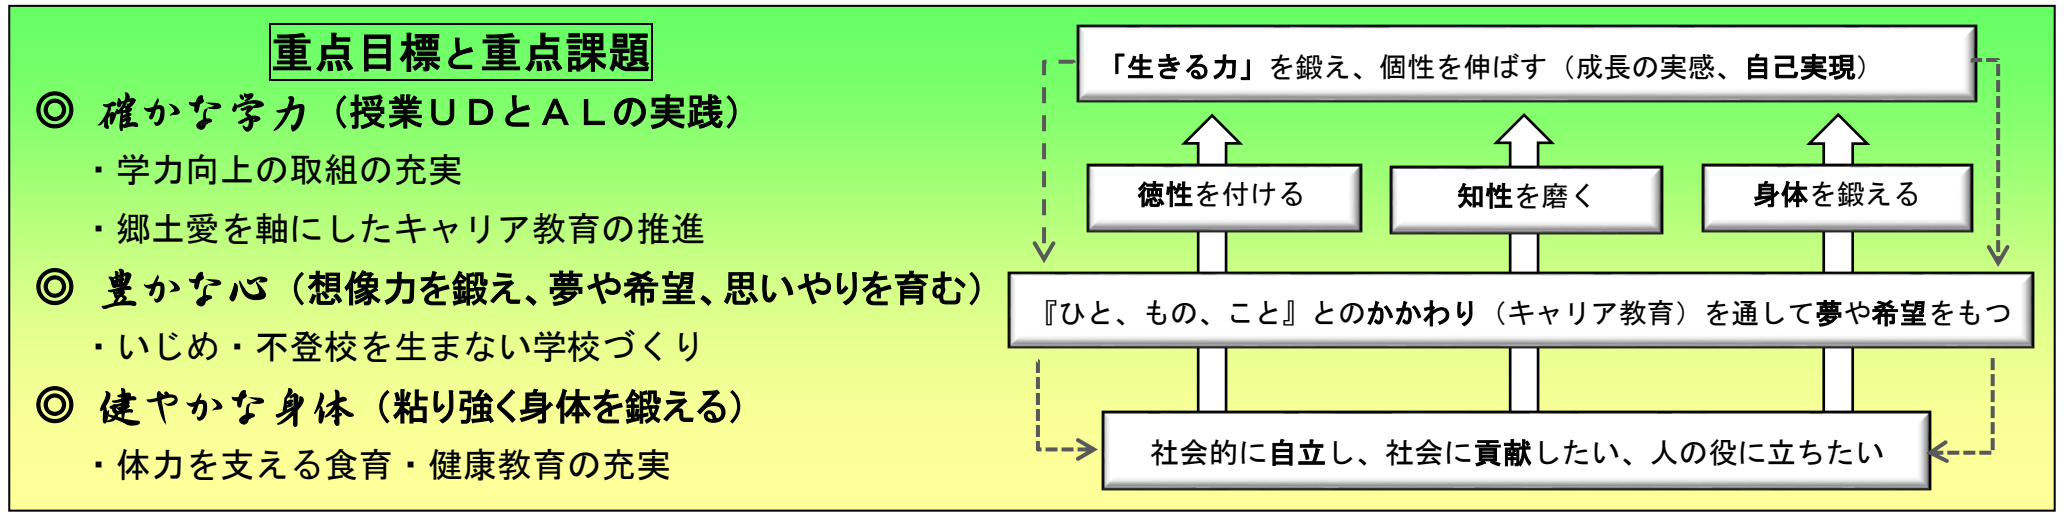 重点目標と重点課題
◎ 確かな学力（授業ＵＤとＡＬの実践）
・学力向上の取組の充実
・郷土愛を軸にしたキャリア教育の推進
◎ 豊かな心（想像力を鍛え、夢や希望、思いやりを育む）
・いじめ・不登校を生まない学校づくり
◎ 健やかな身体（粘り強く身体を鍛える）
・体力を支える食育・健康教育の充実
「生きる力」を鍛え、個性を伸ばす（成長の実感、自己実現）
徳性を付ける
知性を磨く
身体を鍛える
『ひと、もの、こと』とのかかわり（キャリア教育）を通して夢や希望をもつ
社会的に自立し、社会に貢献したい、人の役に立ちたい